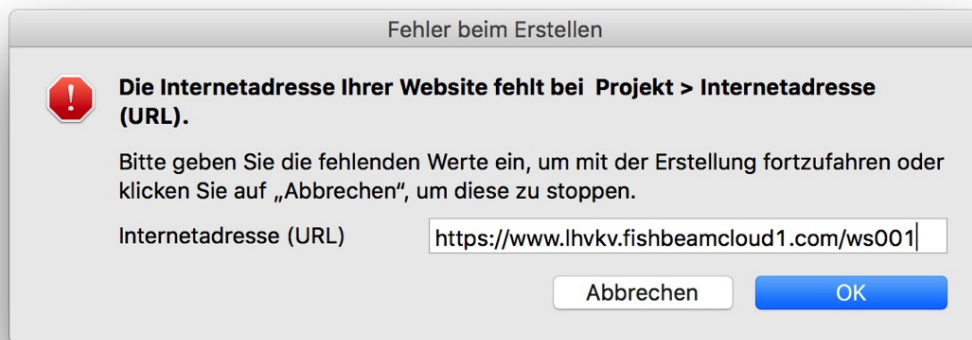 Fehler beim Erstellen
Die Internetadresse Ihrer Website fehlt bei  Projekt > Internetadresse
(URL).
Bitte geben Sie die fehlenden Werte ein, um mit der Erstellung fortzufahren oder
klicken Sie auf „Abbrechen“, um diese zu stoppen.
Internetadresse (URL) https://www.lhvkv.fishbeamcloud1.com/ws001
Abbrechen OK